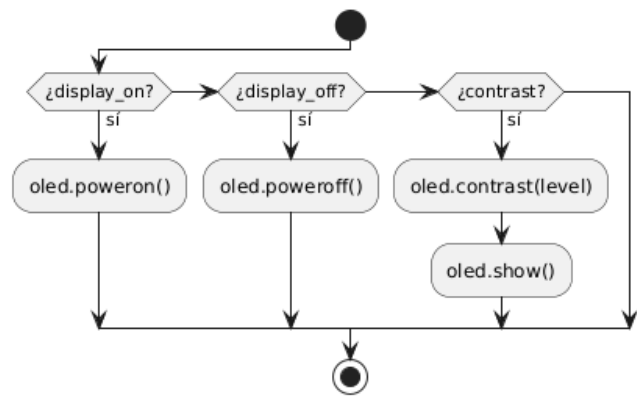 ¿display_on?
¿display_off?
¿contrast?
sí
sí
sí
oled.poweron()
oled.poweroff()
oled.contrast(level)
oled.show()